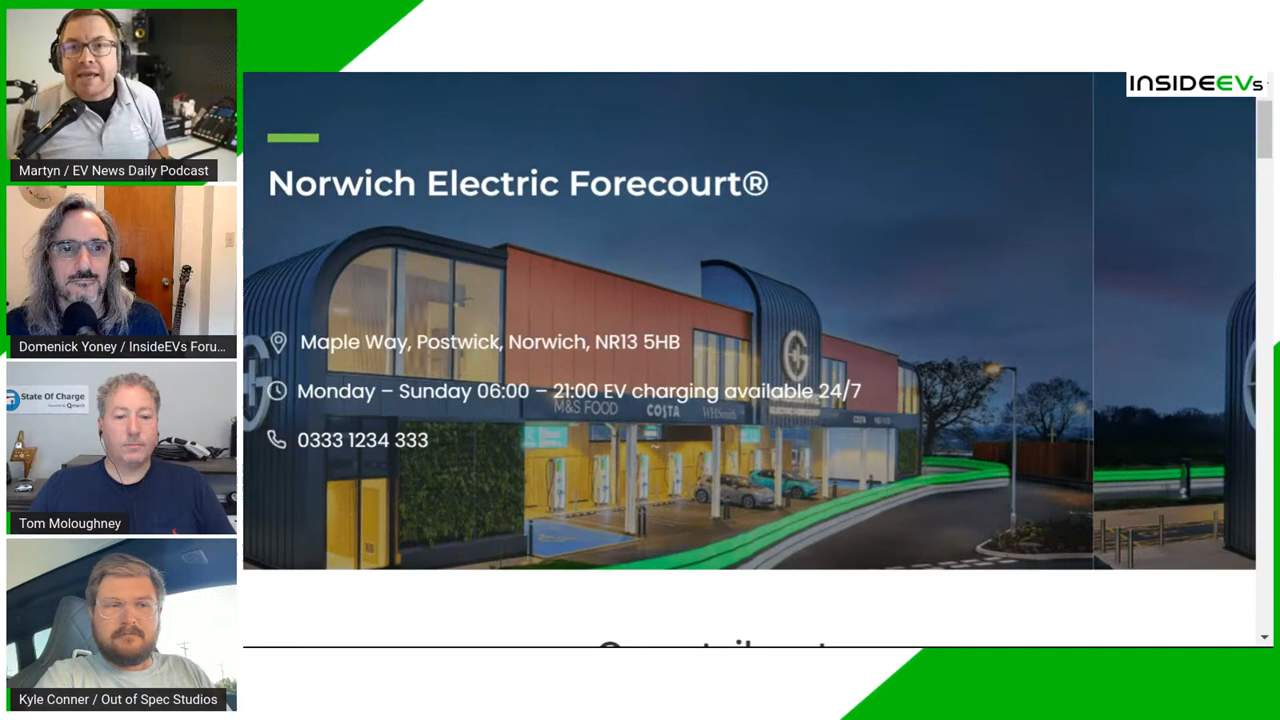 Martyn / EV News Daily Podcast
Domenick Yoney / InsideEVs Foru...
State Of Charge
Tom Moloughney
Kyle Conner / Out of Spec Studios
INSIDEEVs
Norwich Electric Forecourt®
Maple Way, Postwick, Norwich, NR13 5HB
Monday – Sunday 06:00 – 21:00 EV charging available 24/7
0333 1234 333
M&S FOOD COSTA WHSmith